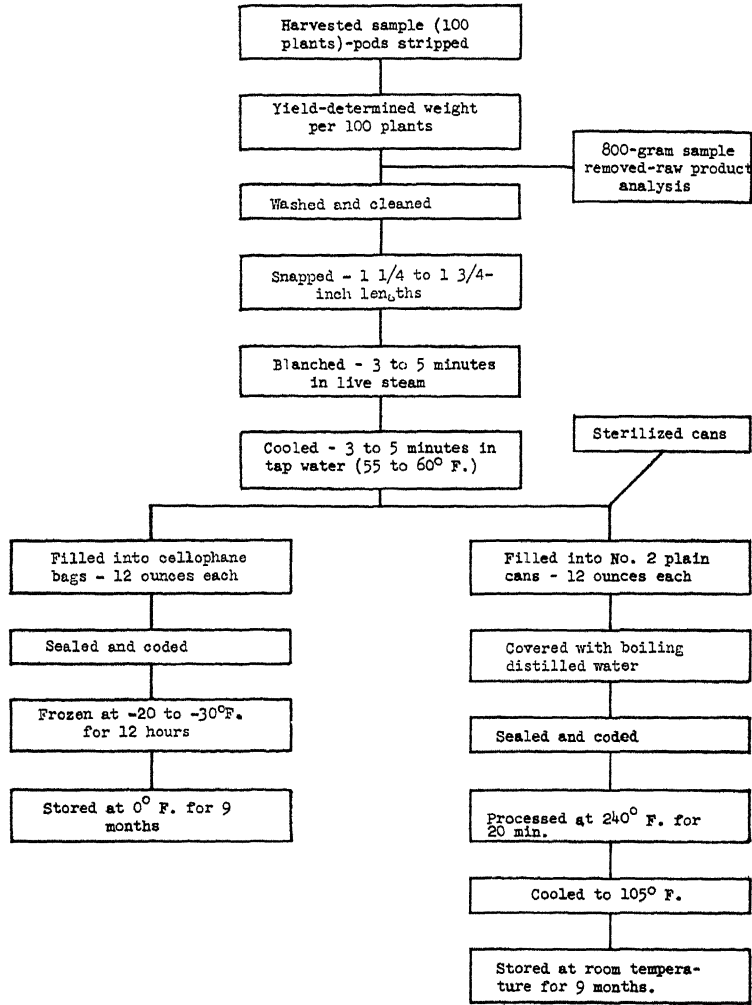 Harvested sample (100
plants)-pods stripped
Yield-determined weight
per 100 plants
800-gram sample
removed-raw product
analysis
Washed and cleaned
Snapped - 1 1/4 to 1 3/4-
inch lengths
Blanched - 3 to 5 minutes
in live steam
Cooled - 3 to 5 minutes in
tap water (55 to 60° F.)
Sterilized cans
Filled into cellophane
bags - 12 ounces each
Sealed and coded
Frozen at -20 to -30°F.
for 12 hours
Stored at 0° F. for 9
months
Filled into No. 2 plain
cans - 12 ounces each
Covered with boiling
distilled water
Sealed and coded
Processed at 240° F. for
20 min.
Cooled to 105° F.
Stored at room tempera-
ture for 9 months.